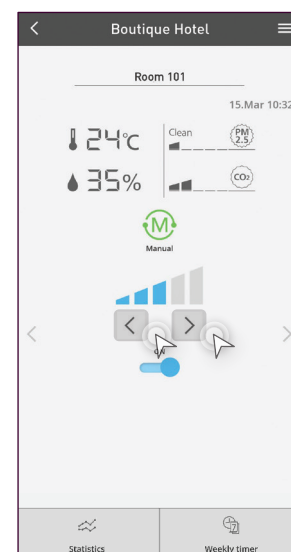 Boutique Hotel
Room 101
15.Mar 10:32
24°C
Clean
PM
2.5
35%
CO₂
M
Manual
ON
Statistics
Weekly timer